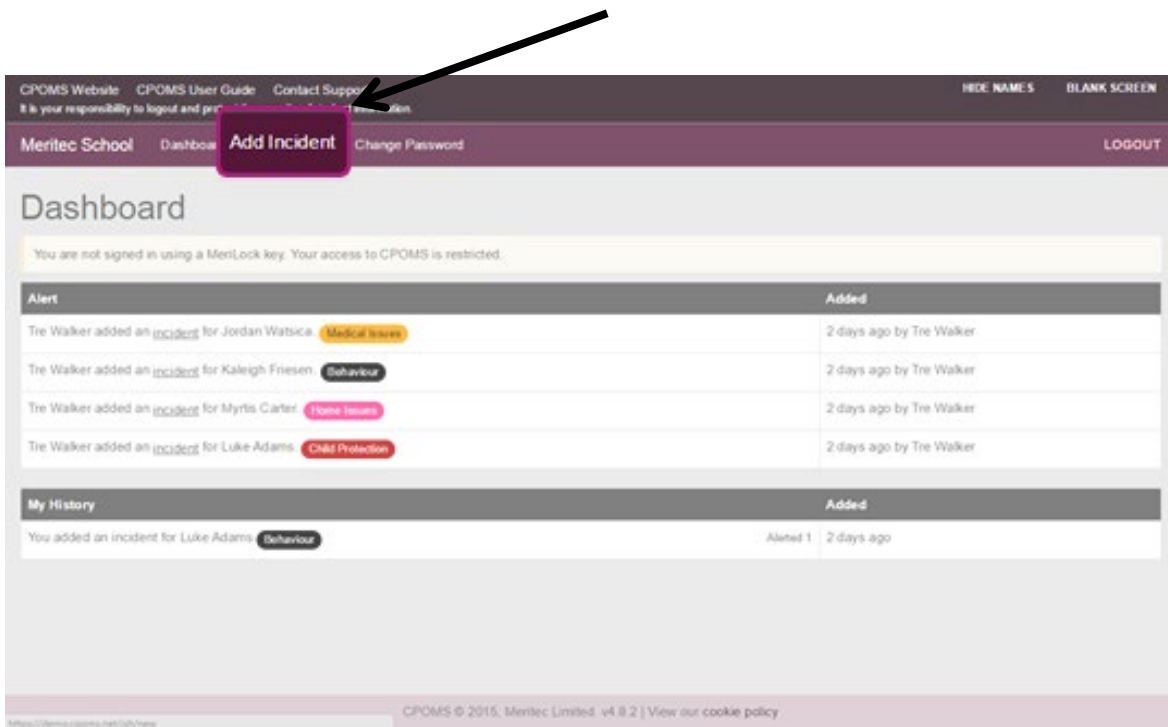 CPOMS Website CPOMS User Guide Contact Suppo HIDE NAMES BLANK SCREEN
It is your responsibility to logout and
Meritec School Dashboa Add Incident Change Password LOGOUT
Dashboard
You are not signed in using a MeriLock key. Your access to CPOMS is restricted.
Alert Added
Tre Walker added an incident for Jordan Watsica. Medical Issues 2 days ago by Tre Walker
Tre Walker added an incident for Kaleigh Friesen. Behaviour 2 days ago by Tre Walker
Tre Walker added an incident for Myrtis Carter. Home Issues 2 days ago by Tre Walker
Tre Walker added an incident for Luke Adams. Child Protection 2 days ago by Tre Walker
My History Added
You added an incident for Luke Adams Behaviour Alerted 1 2 days ago
CPOMS © 2015, Meritec Limited. v4.8.2 | View our cookie policy